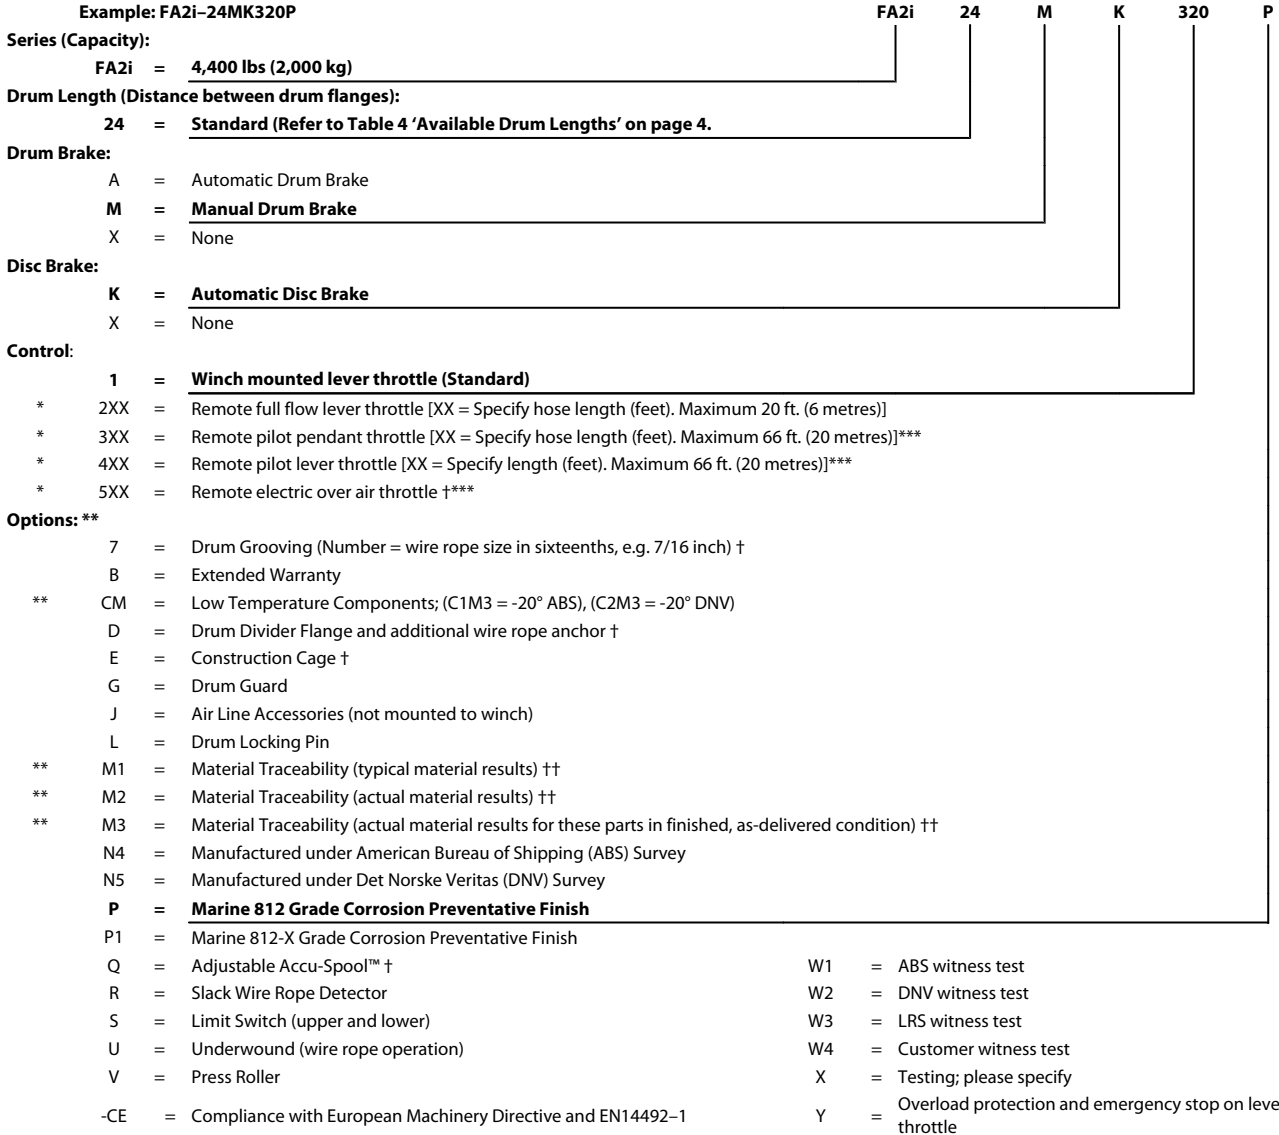 Example: FA2i–24MK320P FA2i 24 M K 320 P
Series (Capacity):
FA2i = 4,400 lbs (2,000 kg)
Drum Length (Distance between drum flanges):
24 = Standard (Refer to Table 4 ‘Available Drum Lengths’ on page 4.
Drum Brake:
A = Automatic Drum Brake
M = Manual Drum Brake
X = None
Disc Brake:
K = Automatic Disc Brake
X = None
Control:
1 = Winch mounted lever throttle (Standard)
* 2XX = Remote full flow lever throttle [XX = Specify hose length (feet). Maximum 20 ft. (6 metres)]
* 3XX = Remote pilot pendant throttle [XX = Specify hose length (feet). Maximum 66 ft. (20 metres)]***
* 4XX = Remote pilot lever throttle [XX = Specify length (feet). Maximum 66 ft. (20 metres)]***
* 5XX = Remote electric over air throttle †***
Options: **
7 = Drum Grooving (Number = wire rope size in sixteenths, e.g. 7/16 inch) †
B = Extended Warranty
** CM = Low Temperature Components; (C1M3 = -20° ABS), (C2M3 = -20° DNV)
D = Drum Divider Flange and additional wire rope anchor †
E = Construction Cage †
G = Drum Guard
J = Air Line Accessories (not mounted to winch)
L = Drum Locking Pin
** M1 = Material Traceability (typical material results) ††
** M2 = Material Traceability (actual material results) ††
** M3 = Material Traceability (actual material results for these parts in finished, as-delivered condition) ††
N4 = Manufactured under American Bureau of Shipping (ABS) Survey
N5 = Manufactured under Det Norske Veritas (DNV) Survey
P = Marine 812 Grade Corrosion Preventative Finish
P1 = Marine 812-X Grade Corrosion Preventative Finish
Q = Adjustable Accu-Spool™ † W1 = ABS witness test
R = Slack Wire Rope Detector W2 = DNV witness test
S = Limit Switch (upper and lower) W3 = LRS witness test
U = Underwound (wire rope operation) W4 = Customer witness test
V = Press Roller X = Testing; please specify
-CE = Compliance with European Machinery Directive and EN14492–1 Y = Overload protection and emergency stop on leve
throttle